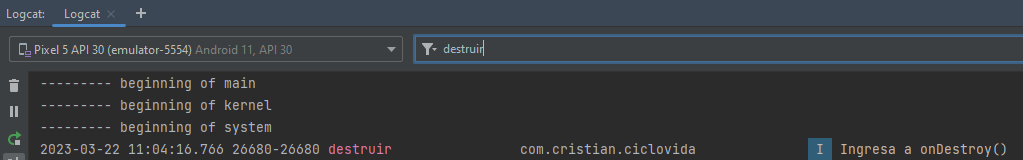 Logcat: Logcat
Pixel 5 API 30 (emulator-5554) Android 11, API 30 destruir
--------- beginning of main
--------- beginning of kernel
--------- beginning of system
2023-03-22 11:04:16.766 26680-26680 destruir com.cristian.ciclovida I Ingresa a onDestroy()